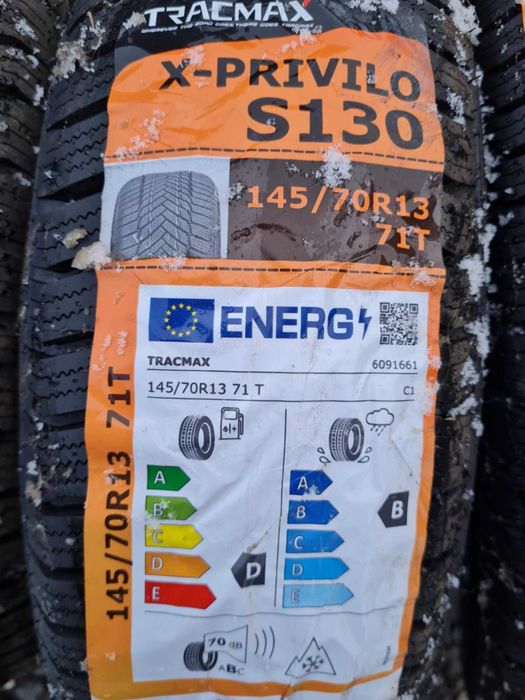 TRACMAX
WHEREVER THE ROAD GOES THERE GOES TRACMAX
X-PRIVILO
S130
145/70R13
71T
ENERG
TRACMAX 6091661
145/70R13 71 T C1
A
B
C
D
E
D
A
B
C
D
E
B
70 dB
ABC
145/70R13 71T